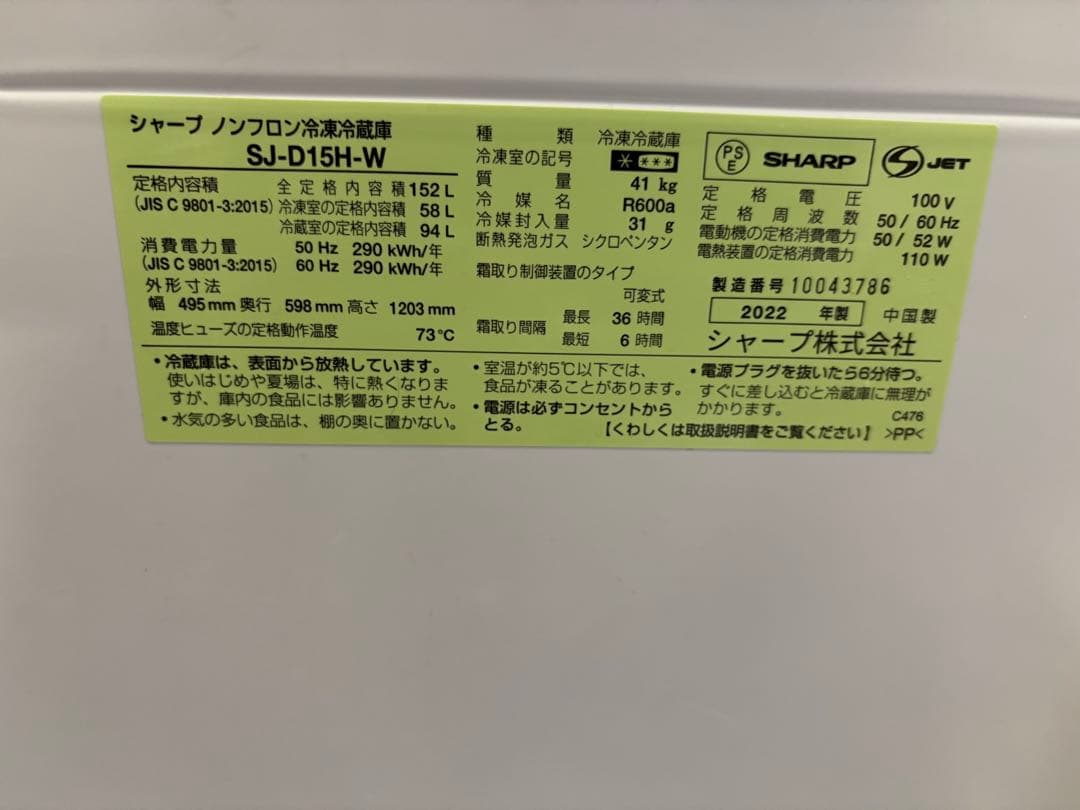 シャープ ノンフロン冷凍冷蔵庫
SJ-D15H-W
定格内容積 全定格内容積 152 L
(JIS C 9801-3:2015) 冷凍室の定格内容積 58 L
冷蔵室の定格内容積 94 L
消費電力量 50 Hz 290 kWh/年
(JIS C 9801-3:2015) 60 Hz 290 kWh/年
外形寸法
幅 495 mm 奥行 598 mm 高さ 1203 mm
温度ヒューズの定格動作温度 73℃
種類 冷凍冷蔵庫
冷凍室の記号 * ***
質量 41 kg
冷媒名 R600a
冷媒封入量 31 g
断熱発泡ガス シクロペンタン
霜取り制御装置のタイプ
可変式
霜取り間隔 最長 36 時間
最短 6 時間
PS E SHARP S JET
定格電圧 100 V
定格周波数 50 / 60 Hz
電動機の定格消費電力 50 / 52 W
電熱装置の定格消費電力 110 W
製造番号 10043786
2022 年製 中国製
シャープ株式会社
・冷蔵庫は、表面から放熱しています。
使いはじめや夏場は、特に熱くなりま
すが、庫内の食品には影響ありません。
・水気の多い食品は、棚の奥に置かない。
・室温が約5℃以下では、
食品が凍ることがあります。
・電源は必ずコンセントから
とる。
・電源プラグを抜いたら6分待つ。
すぐに差し込むと冷蔵庫に無理が
かかります。
C476
【くわしくは取扱説明書をご覧ください】 >PP<